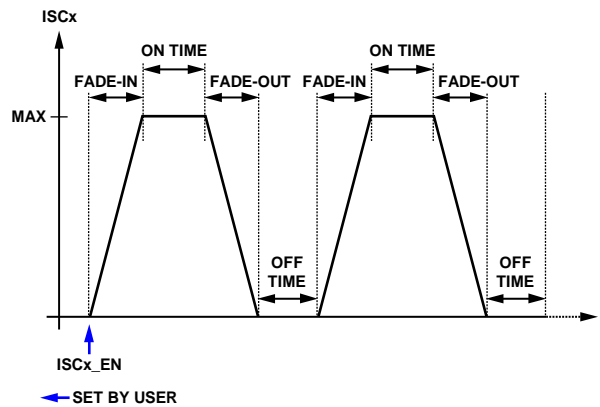 ISCx
ON TIME
ON TIME
FADE-IN
FADE-OUT
FADE-IN
FADE-OUT
MAX
OFF
TIME
OFF
TIME
ISCx_EN
SET BY USER